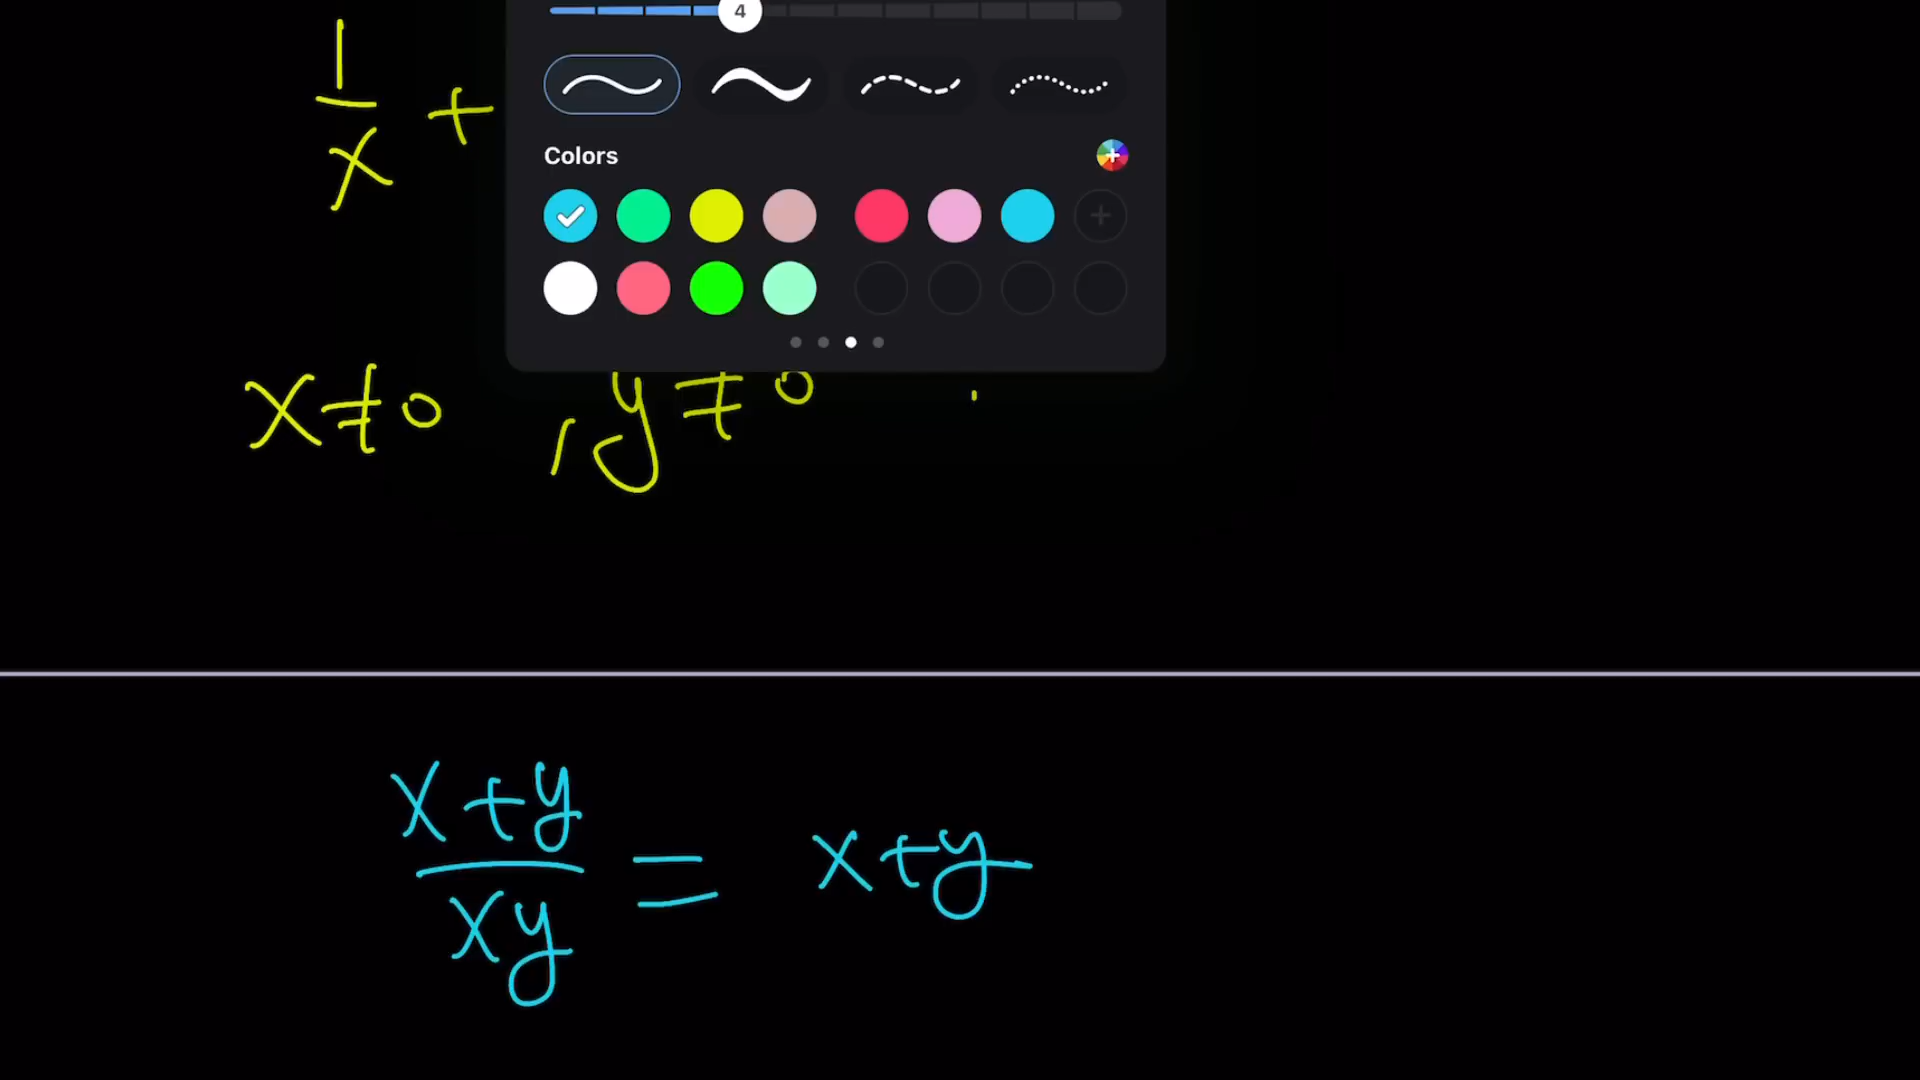 4
1/x +
Colors
x≠0 , y≠0
(x+y)/(xy) = x+y